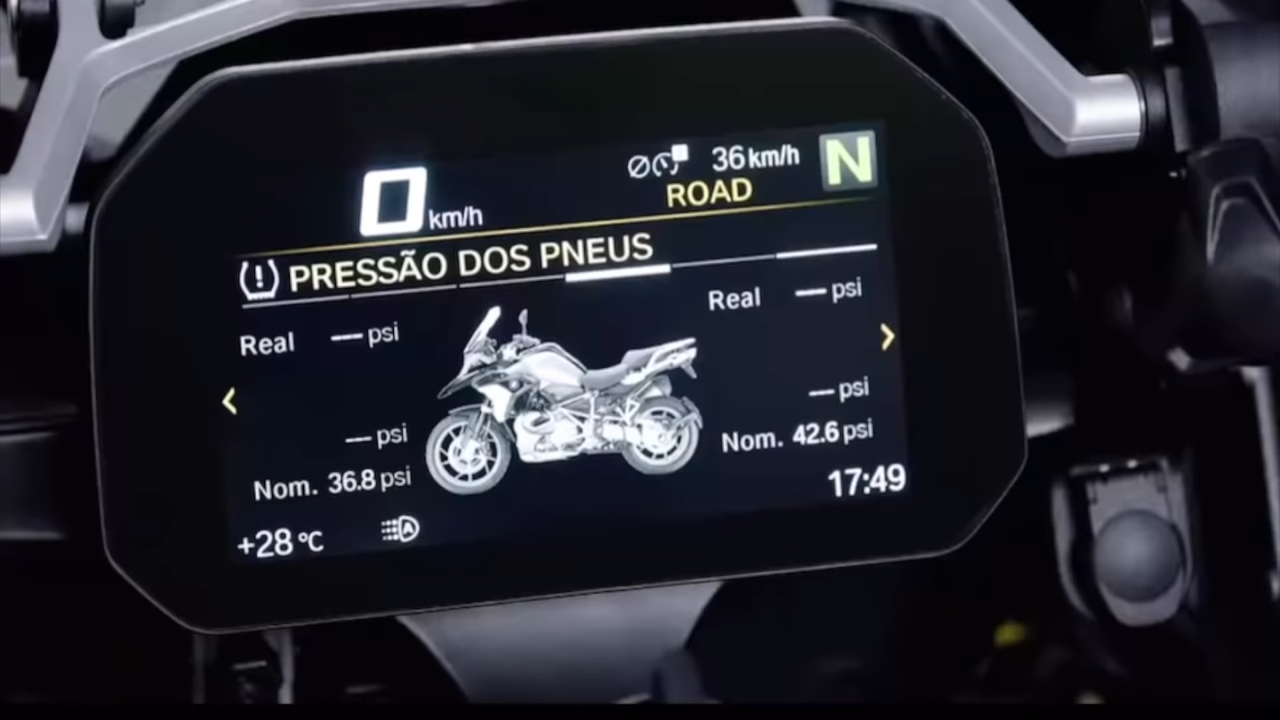 0 km/h
Ø 36 km/h
N
ROAD
PRESSÃO DOS PNEUS
Real --- psi
Real --- psi
--- psi
--- psi
Nom. 36.8 psi
Nom. 42.6 psi
17:49
+28 °C
A